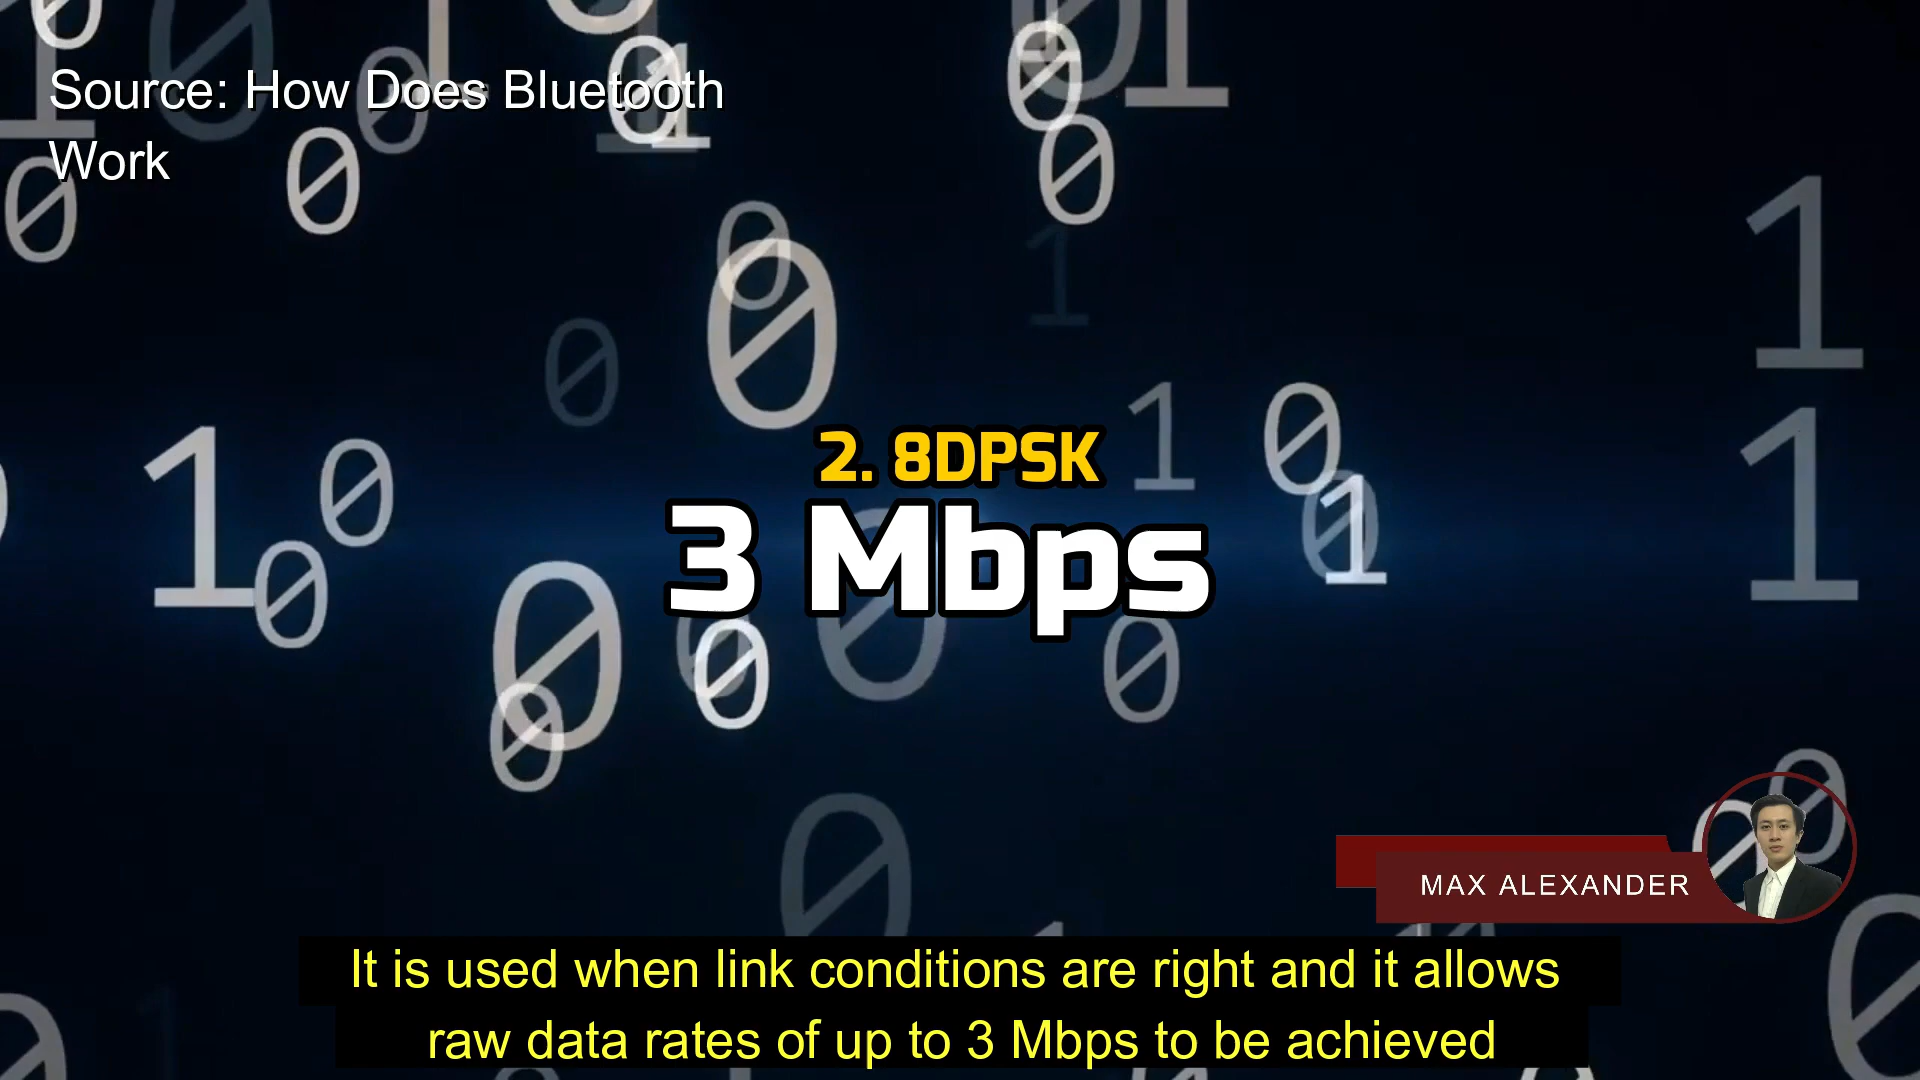 Source: How Does Bluetooth
Work
2. 8DPSK
3 Mbps
MAX ALEXANDER
It is used when link conditions are right and it allows
raw data rates of up to 3 Mbps to be achieved